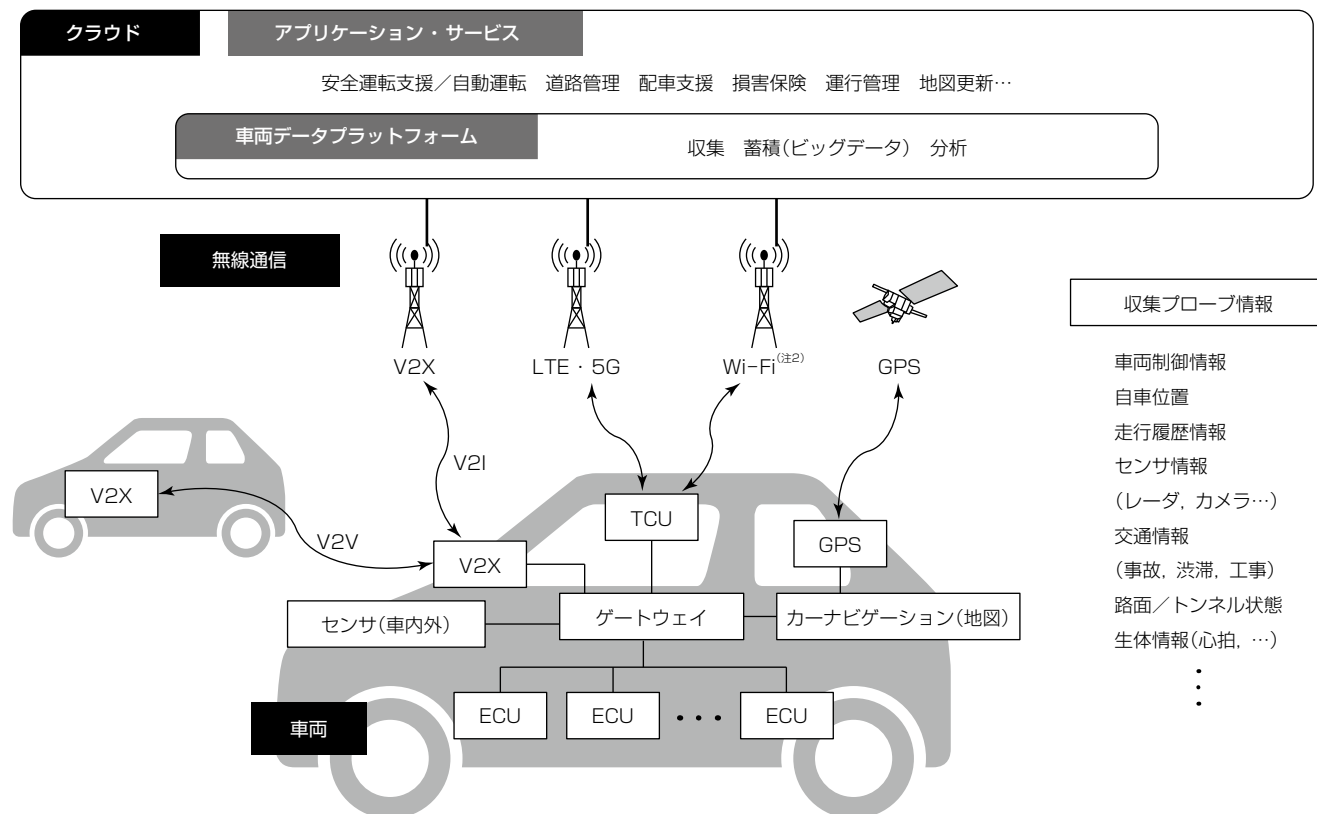 クラウド
アプリケーション・サービス
安全運転支援／自動運転 道路管理 配車支援 損害保険 運行管理 地図更新…
車両データプラットフォーム
収集 蓄積(ビッグデータ) 分析
無線通信
V2X
LTE・5G
Wi-Fi(注2)
GPS
収集プローブ情報
車両制御情報
自車位置
走行履歴情報
センサ情報
(レーダ, カメラ…)
交通情報
(事故, 渋滞, 工事)
路面／トンネル状態
生体情報(心拍, …)
V2X
V2V
V2I
V2X
TCU
GPS
センサ(車内外)
ゲートウェイ
カーナビゲーション(地図)
ECU
ECU
ECU
車両